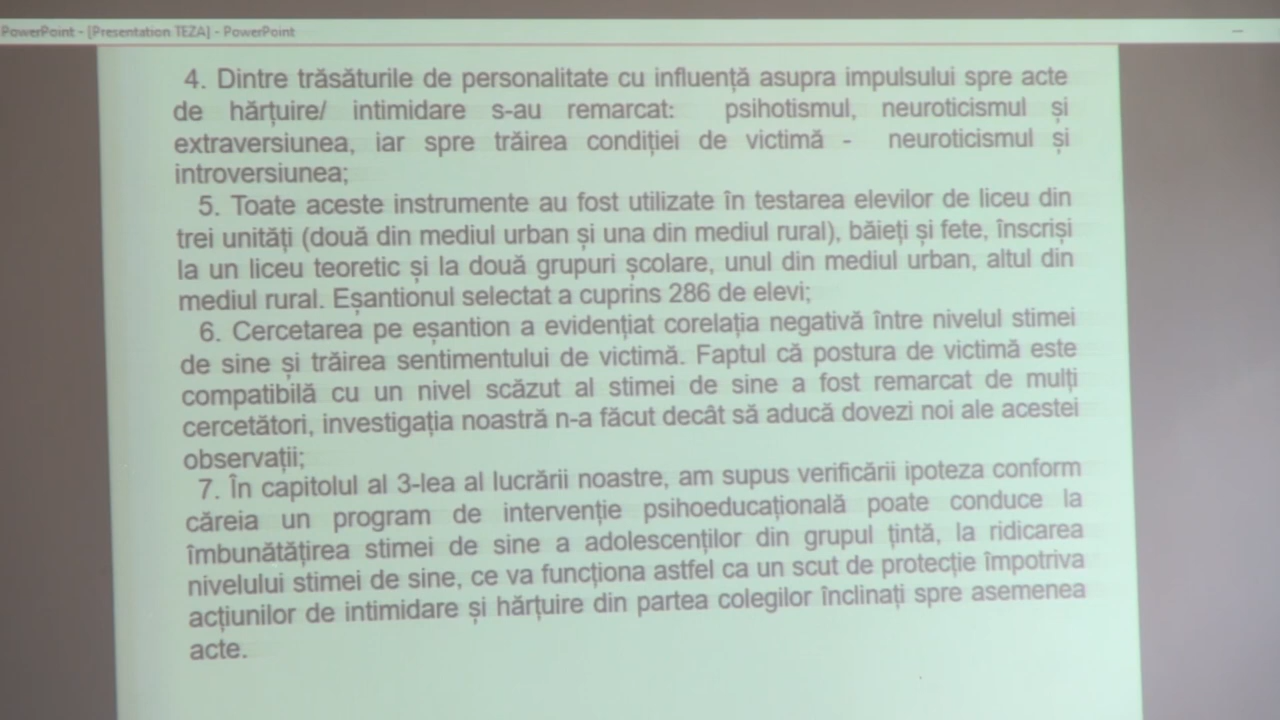 PowerPoint - [Presentation TEZA] - PowerPoint
4. Dintre trăsăturile de personalitate cu influență asupra impulsului spre acte
de hărțuire/ intimidare s-au remarcat: psihotismul, neuroticismul și
extraversiunea, iar spre trăirea condiției de victimă - neuroticismul și
introversiunea;
5. Toate aceste instrumente au fost utilizate în testarea elevilor de liceu din
trei unități (două din mediul urban și una din mediul rural), băieți și fete, înscriși
la un liceu teoretic și la două grupuri școlare, unul din mediul urban, altul din
mediul rural. Eșantionul selectat a cuprins 286 de elevi;
6. Cercetarea pe eșantion a evidențiat corelația negativă între nivelul stimei
de sine și trăirea sentimentului de victimă. Faptul că postura de victimă este
compatibilă cu un nivel scăzut al stimei de sine a fost remarcat de mulți
cercetători, investigația noastră n-a făcut decât să aducă dovezi noi ale acestei
observații;
7. În capitolul al 3-lea al lucrării noastre, am supus verificării ipoteza conform
căreia un program de intervenție psihoeducațională poate conduce la
îmbunătățirea stimei de sine a adolescenților din grupul țintă, la ridicarea
nivelului stimei de sine, ce va funcționa astfel ca un scut de protecție împotriva
acțiunilor de intimidare și hărțuire din partea colegilor înclinați spre asemenea
acte.